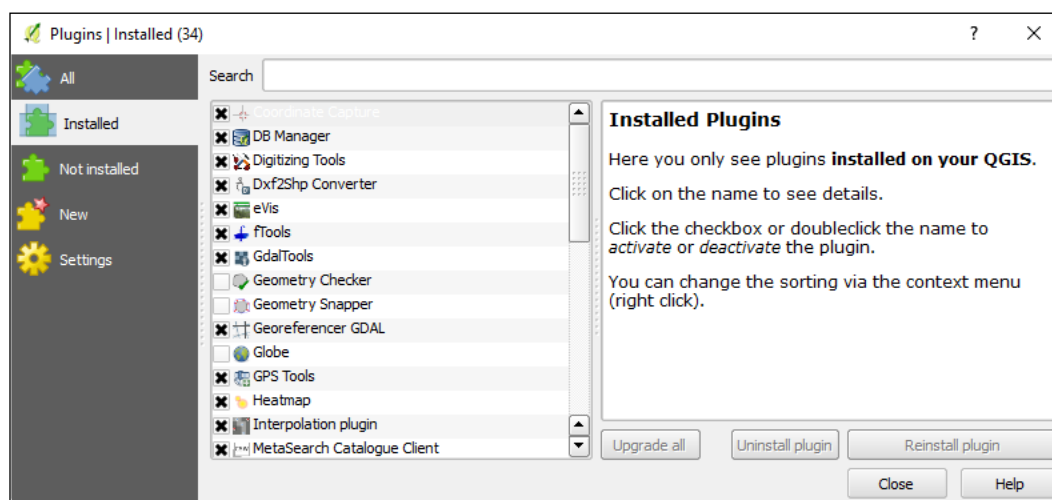 Plugins | Installed (34)
?
All
Installed
Not installed
New
Settings
Search
Coordinate Capture
DB Manager
Digitizing Tools
Dxf2Shp Converter
eVis
fTools
GdalTools
Geometry Checker
Geometry Snapper
Georeferencer GDAL
Globe
GPS Tools
Heatmap
Interpolation plugin
MetaSearch Catalogue Client
Installed Plugins
Here you only see plugins installed on your QGIS.
Click on the name to see details.
Click the checkbox or doubleclick the name to
activate or deactivate the plugin.
You can change the sorting via the context menu
(right click).
Upgrade all
Uninstall plugin
Reinstall plugin
Close
Help